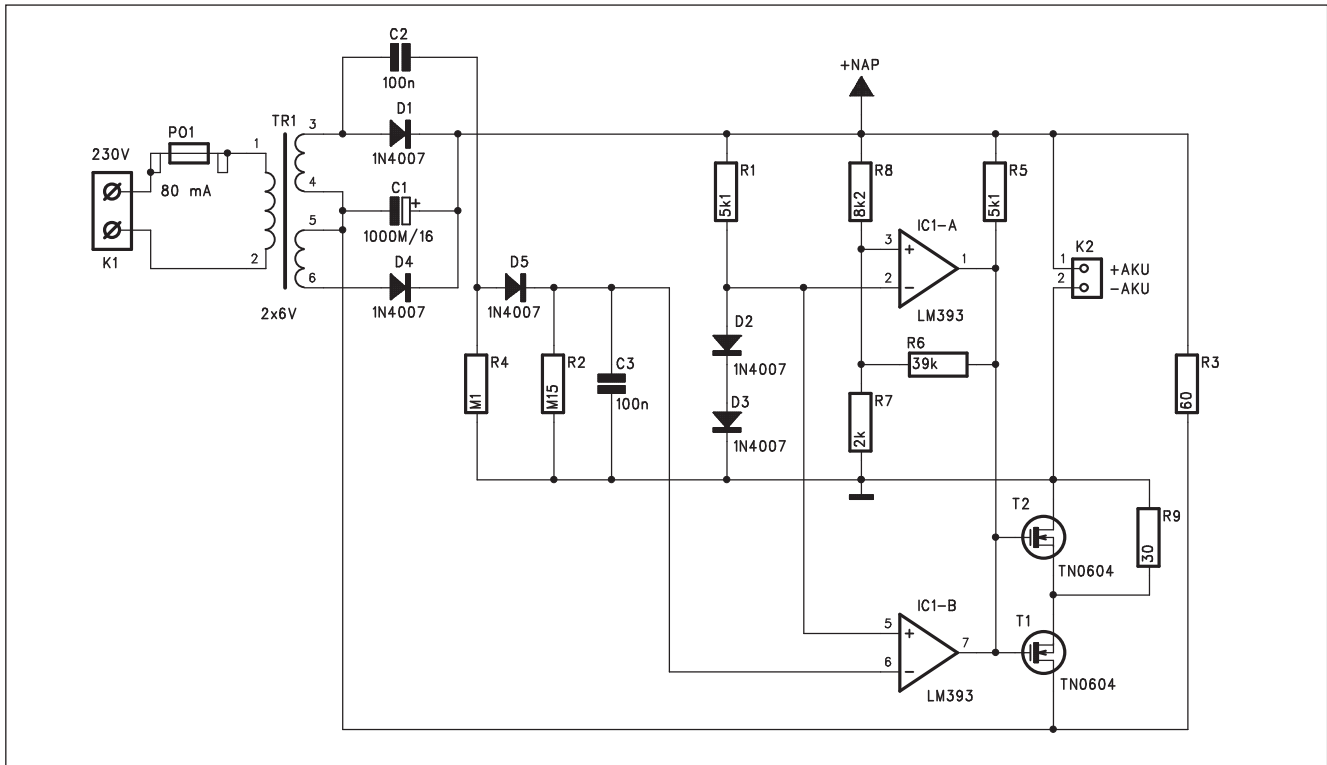 C2
100n
+NAP
D1
1N4007
TR1
3
4
5
6
1
2
2x6V
PO1
80 mA
230V
K1
C1
+
1000M/16
D4
1N4007
D5
1N4007
R4
M1
R2
M15
C3
100n
R1
5k1
D2
1N4007
D3
1N4007
R8
8k2
R7
2k
R6
39k
R5
5k1
IC1-A
3
+
2
−
1
LM393
K2
1
+AKU
2
-AKU
R3
60
T2
TN0604
R9
30
IC1-B
5
+
6
−
7
LM393
T1
TN0604